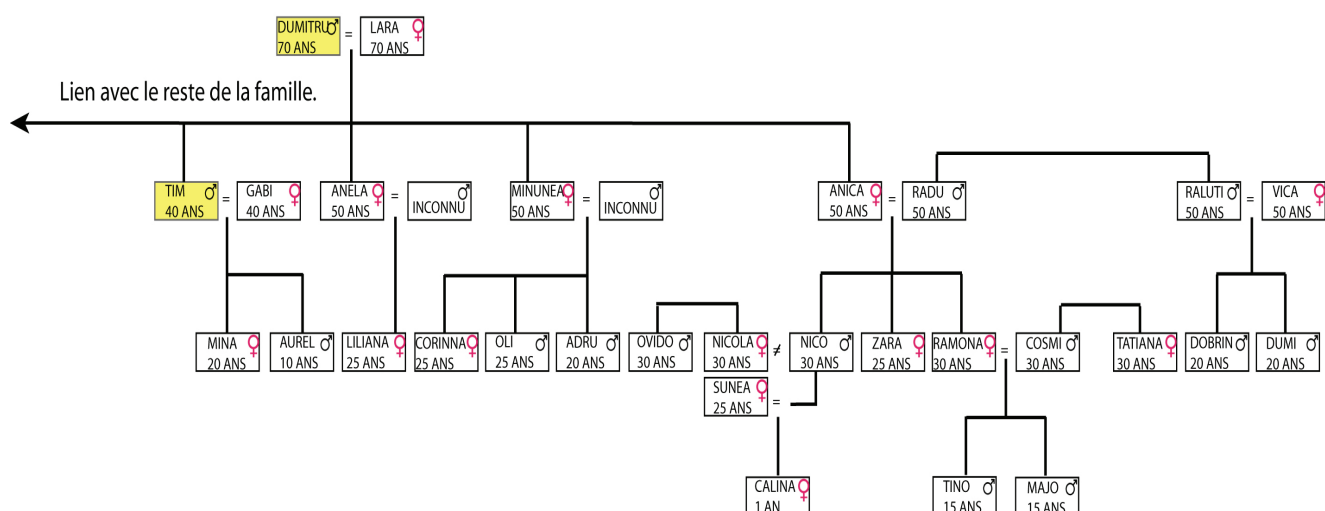 DUMITRU♂ = LARA ♀
70 ANS 70 ANS
Lien avec le reste de la famille.
TIM ♂ = GABI ♀ ANELA ♀ = ♂ MINUNEA ♀ = ♂ ANICA ♀ = RADU ♂ RALUTI ♂ = VICA ♀
40 ANS 40 ANS 50 ANS INCONNU 50 ANS INCONNU 50 ANS 50 ANS 50 ANS 50 ANS
MINA ♀ AUREL ♂ LILIANA ♀ CORINNA ♀ OLI ♂ ADRU ♂ OVIDO ♂ NICOLA ♀ ≠ NICO ♂ ZARA ♀ RAMONA ♀ = COSMI ♂ TATIANA ♀ DOBRIN ♂ DUMI ♂
20 ANS 10 ANS 25 ANS 25 ANS 25 ANS 20 ANS 30 ANS 30 ANS 30 ANS 25 ANS 30 ANS 30 ANS 30 ANS 20 ANS 20 ANS
SUNEA ♀ =
25 ANS
CALINA ♀ TINO ♂ MAJO ♂
1 AN 15 ANS 15 ANS